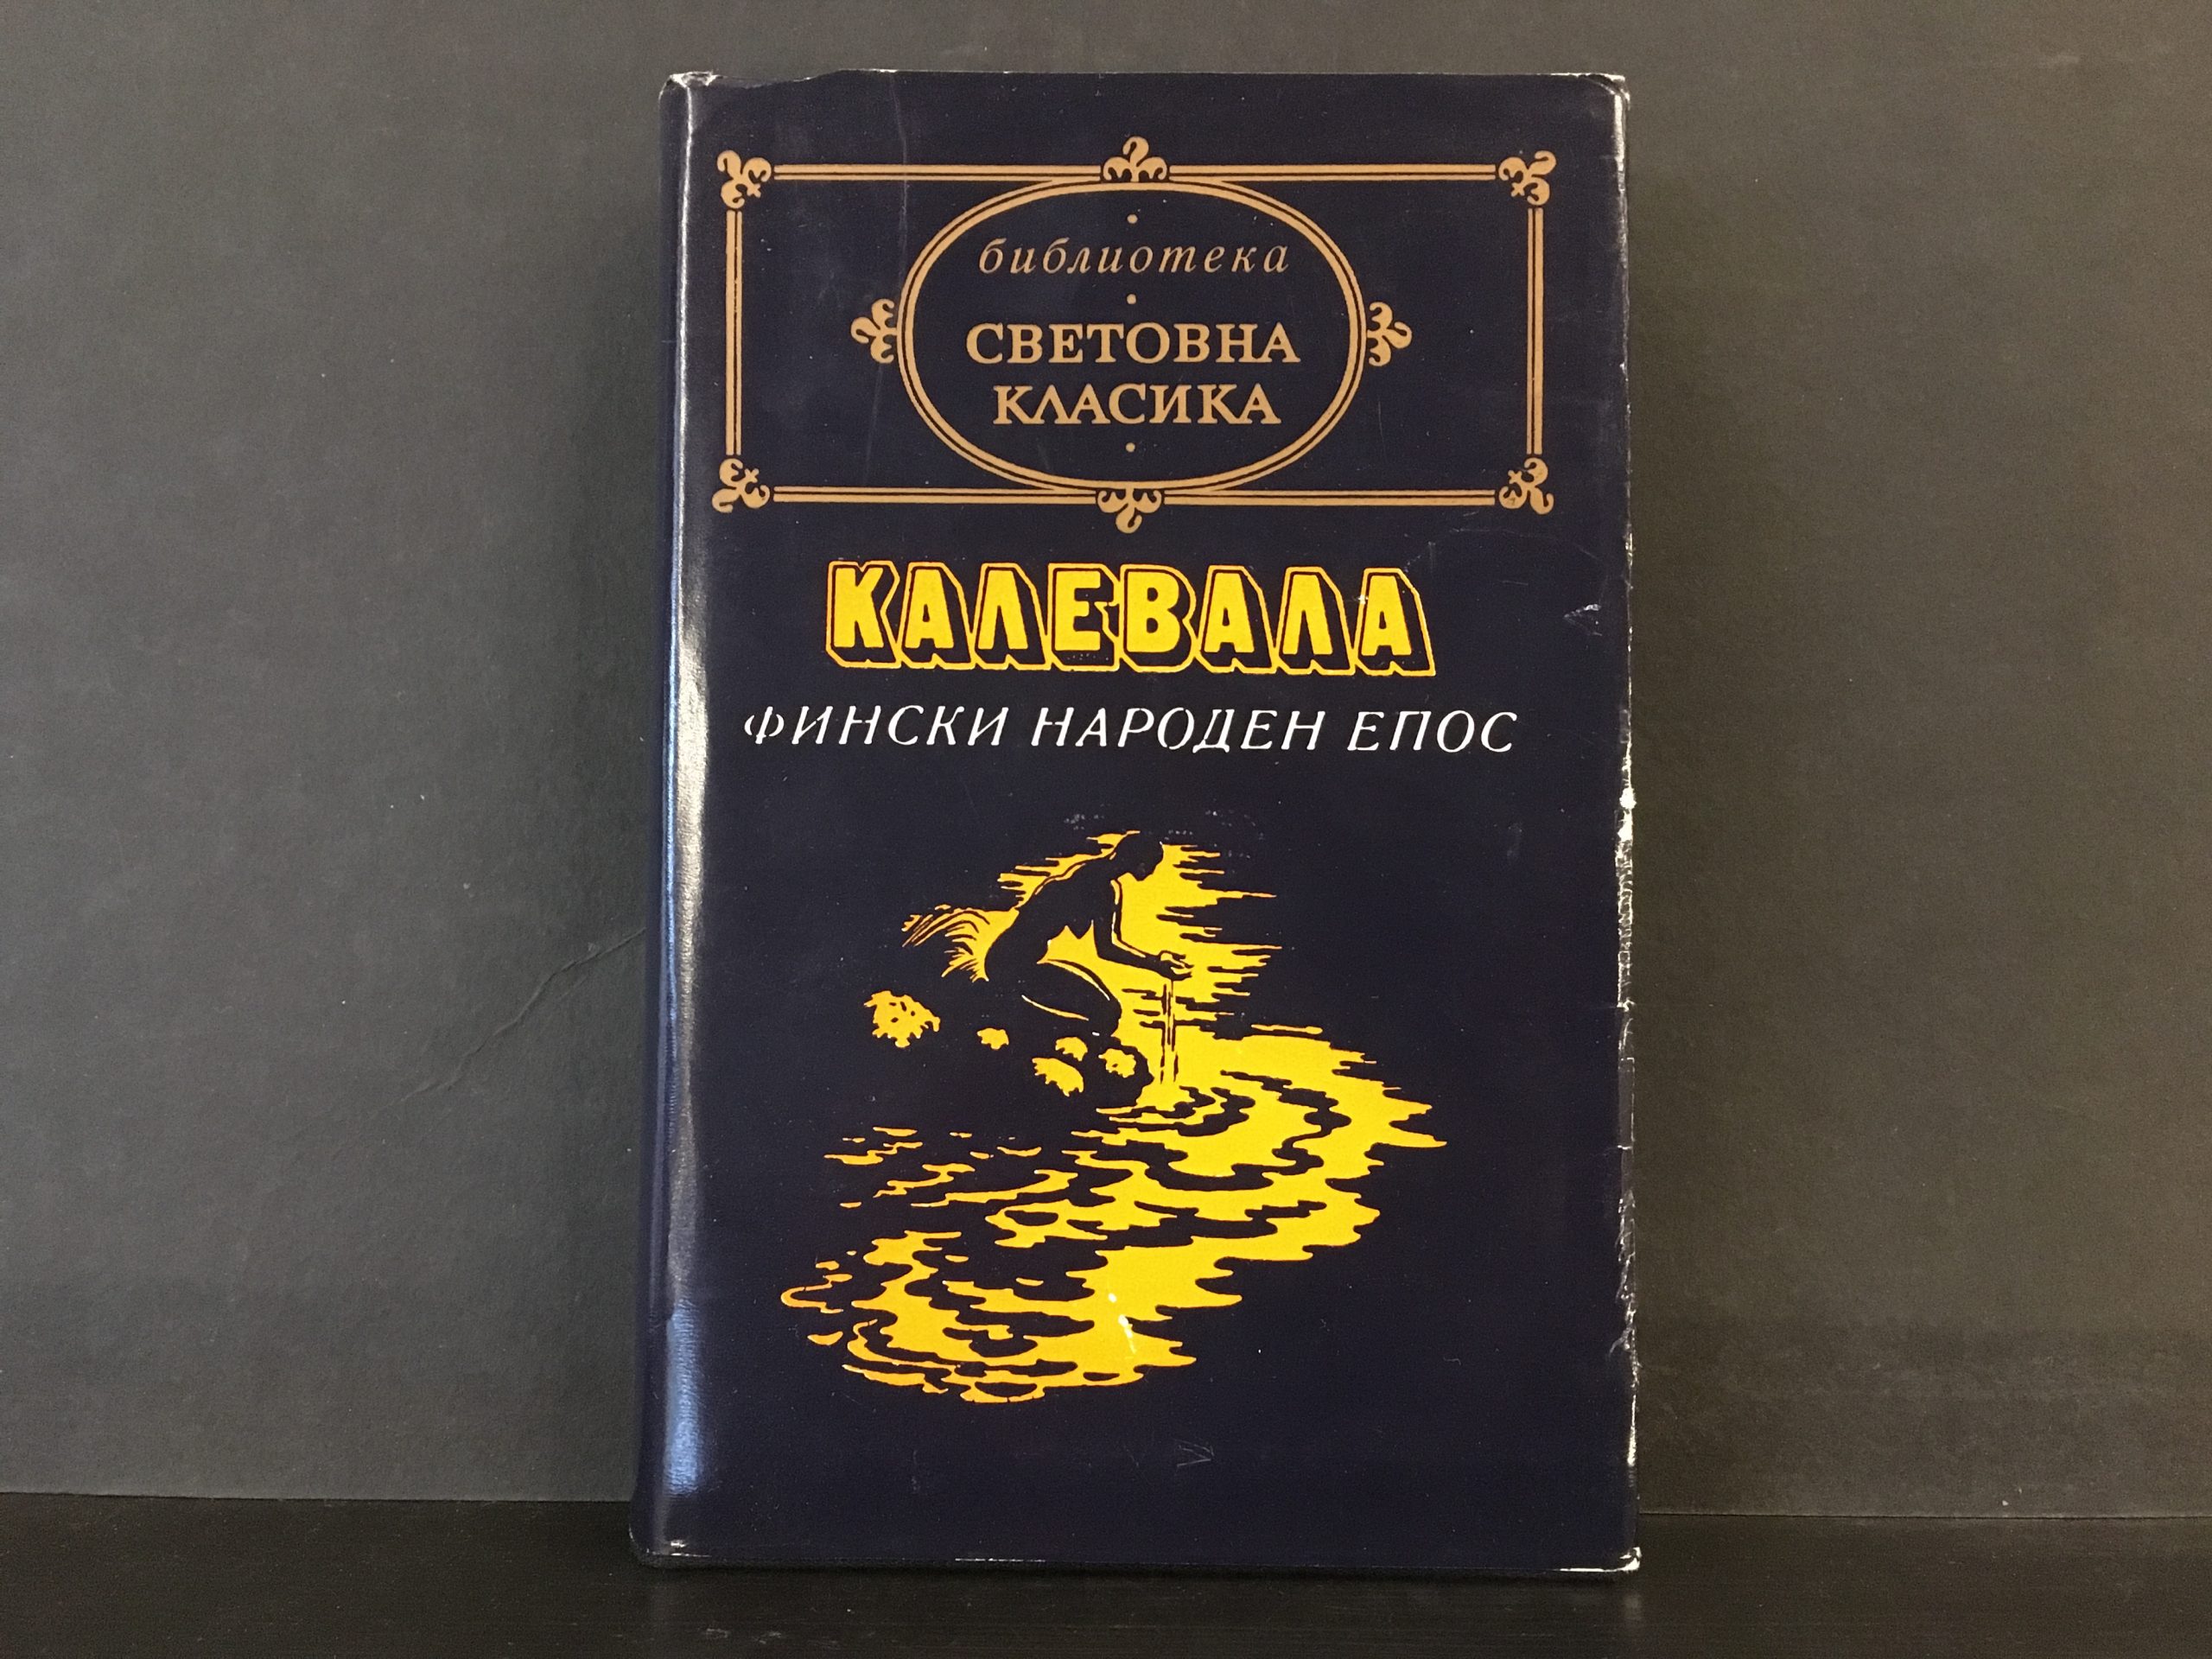 библиотека
СВЕТОВНА
КЛАСИКА
КАЛЕВАЛА
ФИНСКИ НАРОДЕН ЕПОС